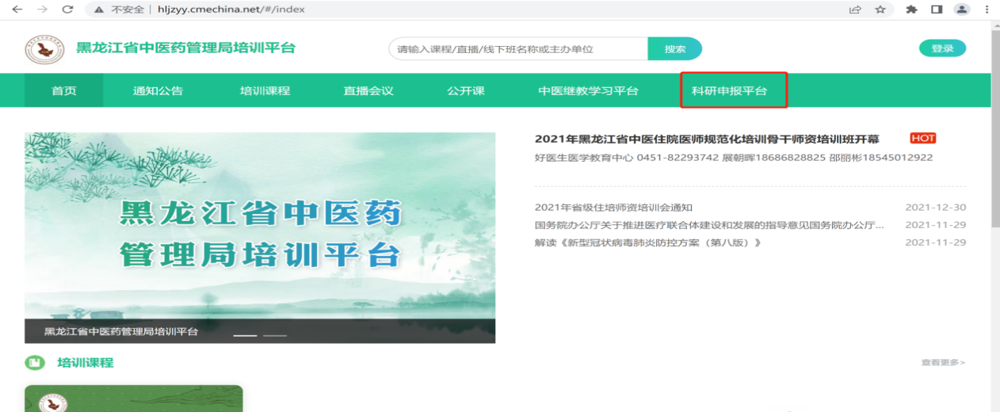 不安全 hljzyy.cmechina.net/#/index
黑龙江省中医药管理局培训平台
请输入课程/直播/线下班名称或主办单位
搜索
登录
首页 通知公告 培训课程 直播会议 公开课 中医继教学习平台 科研申报平台
2021年黑龙江省中医住院医师规范化培训骨干师资培训班开幕 HOT
好医生医学教育中心 0451-82293742 展朝晖18686828825 邵丽彬18545012922
2021年省级住培师资培训会通知 2021-12-30
国务院办公厅关于推进医疗联合体建设和发展的指导意见国务院办公厅... 2021-11-29
解读《新型冠状病毒肺炎防控方案（第八版）》 2021-11-29
黑龙江省中医药
管理局培训平台
黑龙江省中医药管理局培训平台
培训课程
查看更多>